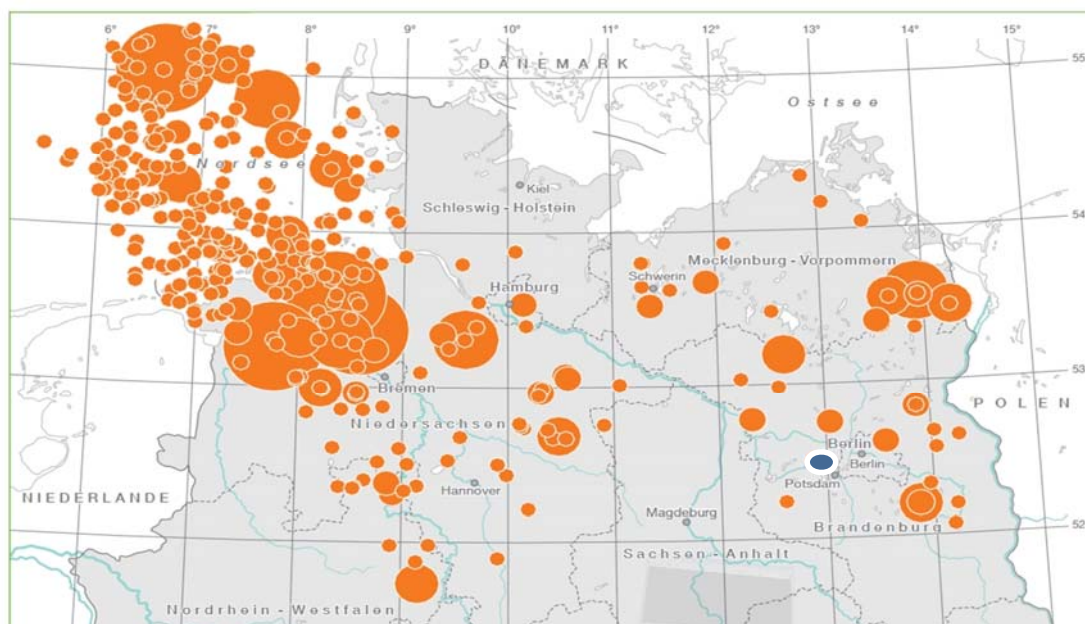 6° 7° 8° 9° 10° 11° 12° 13° 14° 15°
DÄNEMARK
55
Ostsee
Nordsee
Kiel
Schleswig-Holstein
54
Mecklenburg-Vorpommern
Schwerin
Hamburg
53
Bremen
POLEN
Niedersachsen
Berlin
Berlin
Potsdam
NIEDERLANDE
Hannover
Magdeburg
Brandenburg
52
Sachsen-Anhalt
Nordrhein-Westfalen